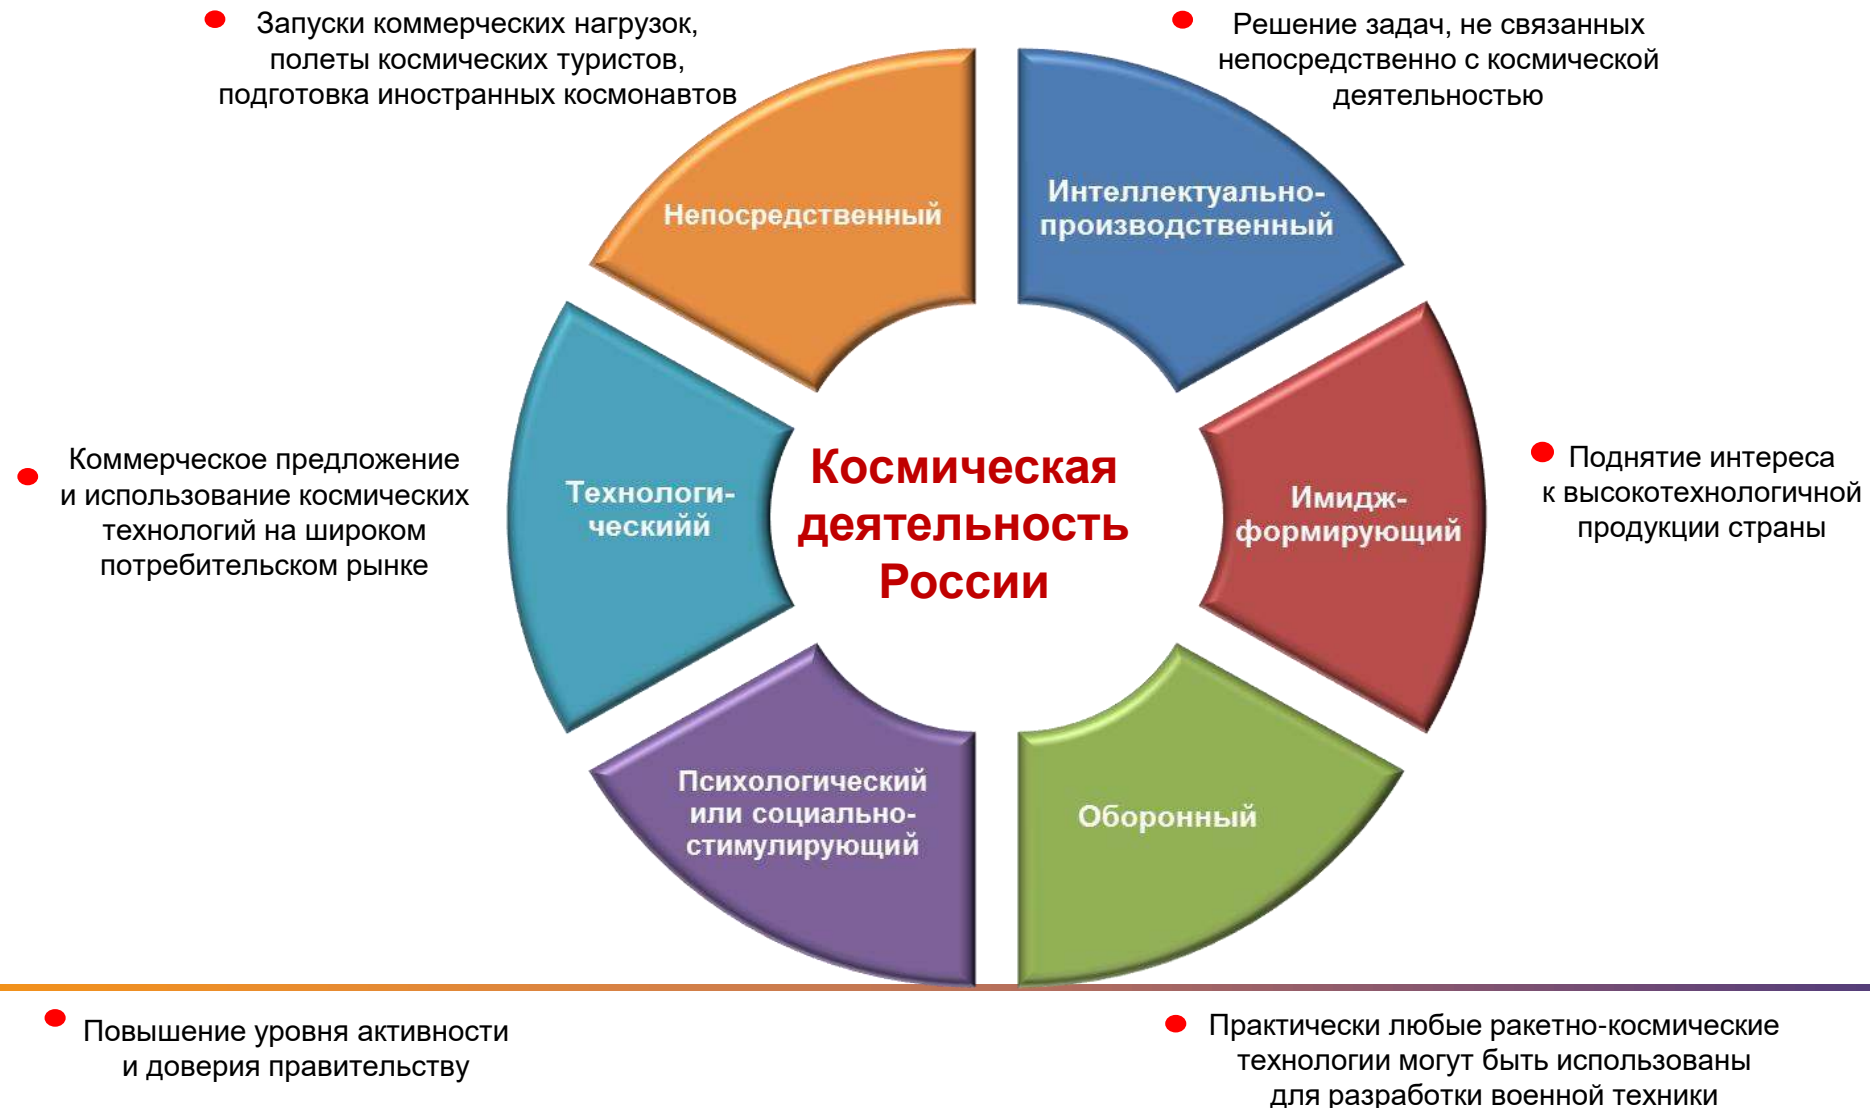 Запуски коммерческих нагрузок,
полеты космических туристов,
подготовка иностранных космонавтов
Решение задач, не связанных
непосредственно с космической
деятельностью
Непосредственный
Интеллектуально-
производственный
Коммерческое предложение
и использование космических
технологий на широком
потребительском рынке
Технологи-
ческийй
Космическая
деятельность
России
Имидж-
формирующий
Поднятие интереса
к высокотехнологичной
продукции страны
Психологический
или социально-
стимулирующий
Оборонный
Повышение уровня активности
и доверия правительству
Практически любые ракетно-космические
технологии могут быть использованы
для разработки военной техники